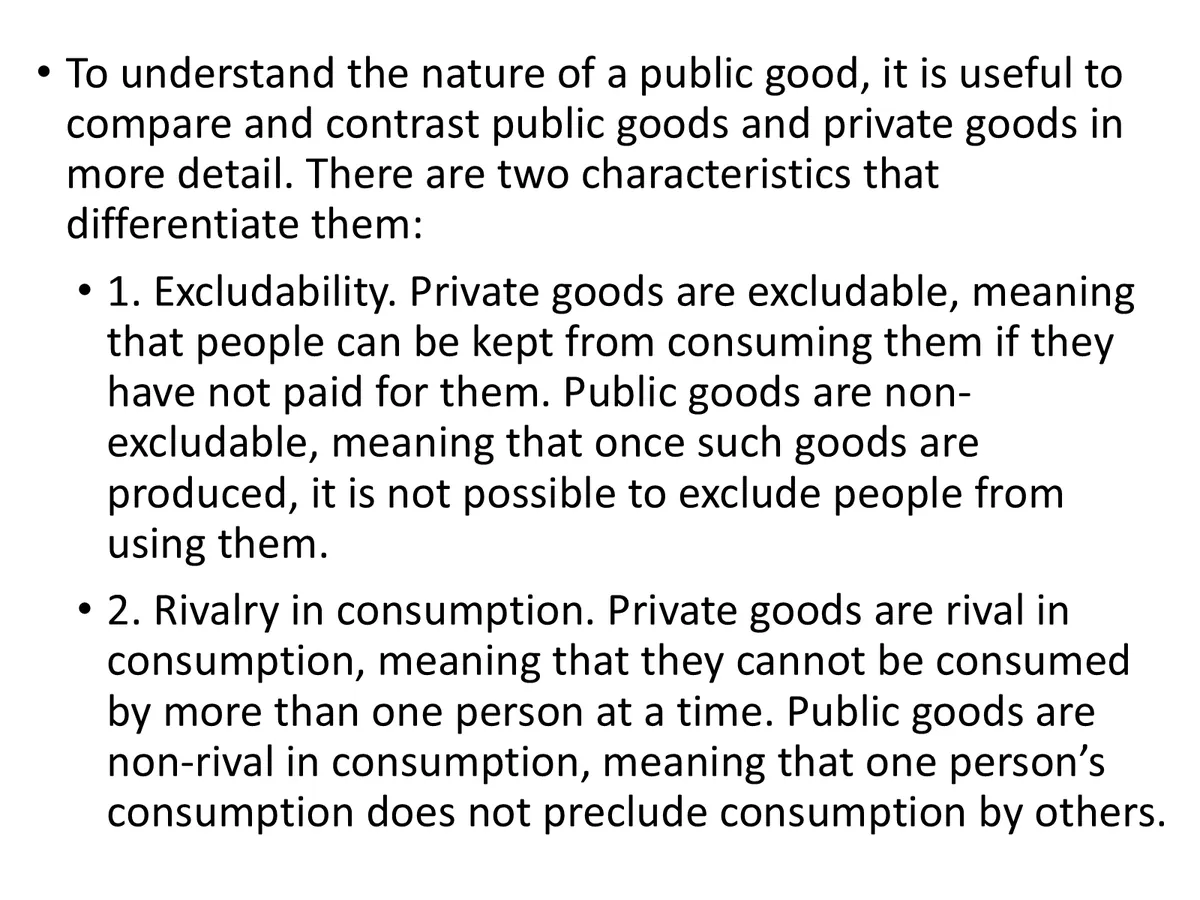 • To understand the nature of a public good, it is useful to
compare and contrast public goods and private goods in
more detail. There are two characteristics that
differentiate them:
• 1. Excludability. Private goods are excludable, meaning
that people can be kept from consuming them if they
have not paid for them. Public goods are non-
excludable, meaning that once such goods are
produced, it is not possible to exclude people from
using them.
• 2. Rivalry in consumption. Private goods are rival in
consumption, meaning that they cannot be consumed
by more than one person at a time. Public goods are
non-rival in consumption, meaning that one person’s
consumption does not preclude consumption by others.